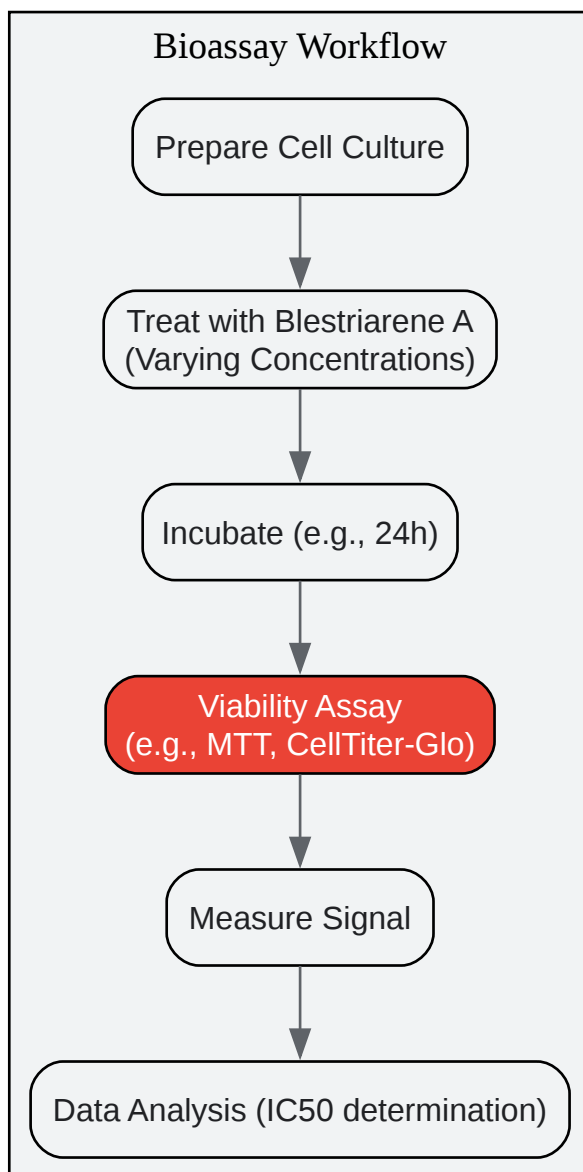 Bioassay Workflow
Prepare Cell Culture
Treat with Blestriarene A
(Varying Concentrations)
Incubate (e.g., 24h)
Viability Assay
(e.g., MTT, CellTiter-Glo)
Measure Signal
Data Analysis (IC50 determination)